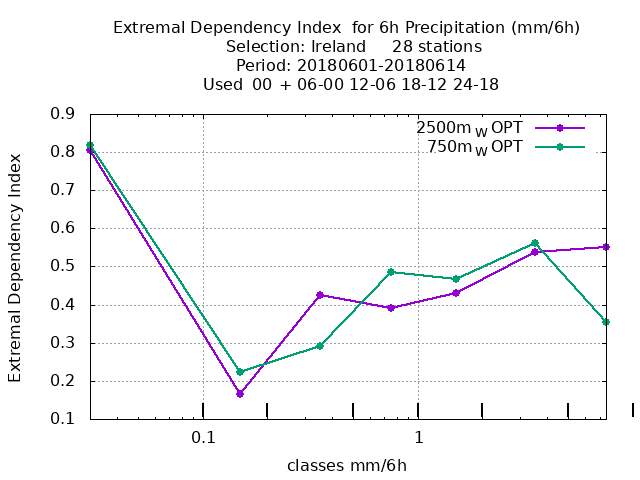 Extremal Dependency Index  for 6h Precipitation (mm/6h)
Selection: Ireland     28 stations
Period: 20180601-20180614
Used  00  + 06-00 12-06 18-12 24-18
2500m W OPT
750m W OPT
Extremal Dependency Index
0.9
0.8
0.7
0.6
0.5
0.4
0.3
0.2
0.1
0.1
1
classes mm/6h